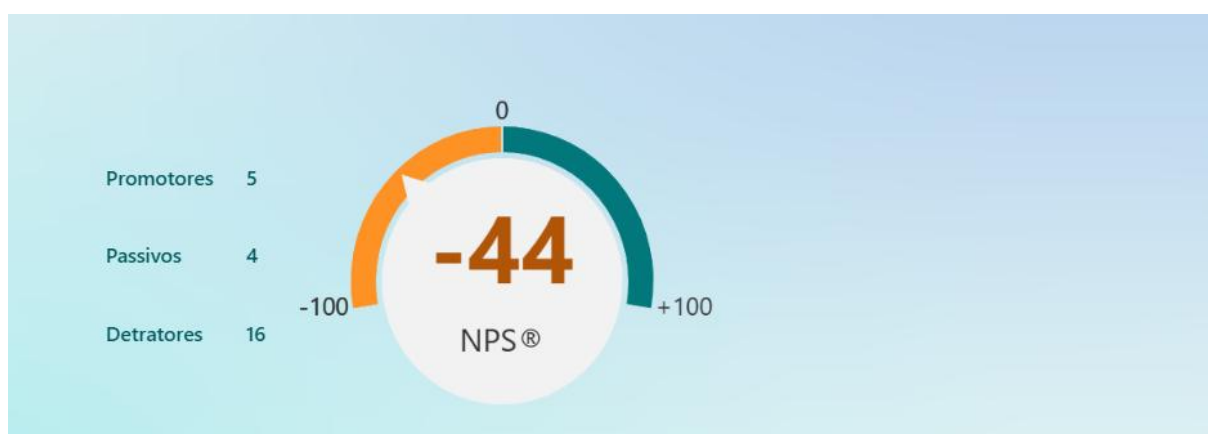 0
Promotores 5
Passivos 4
Detratores 16
-44
-100
+100
NPS®